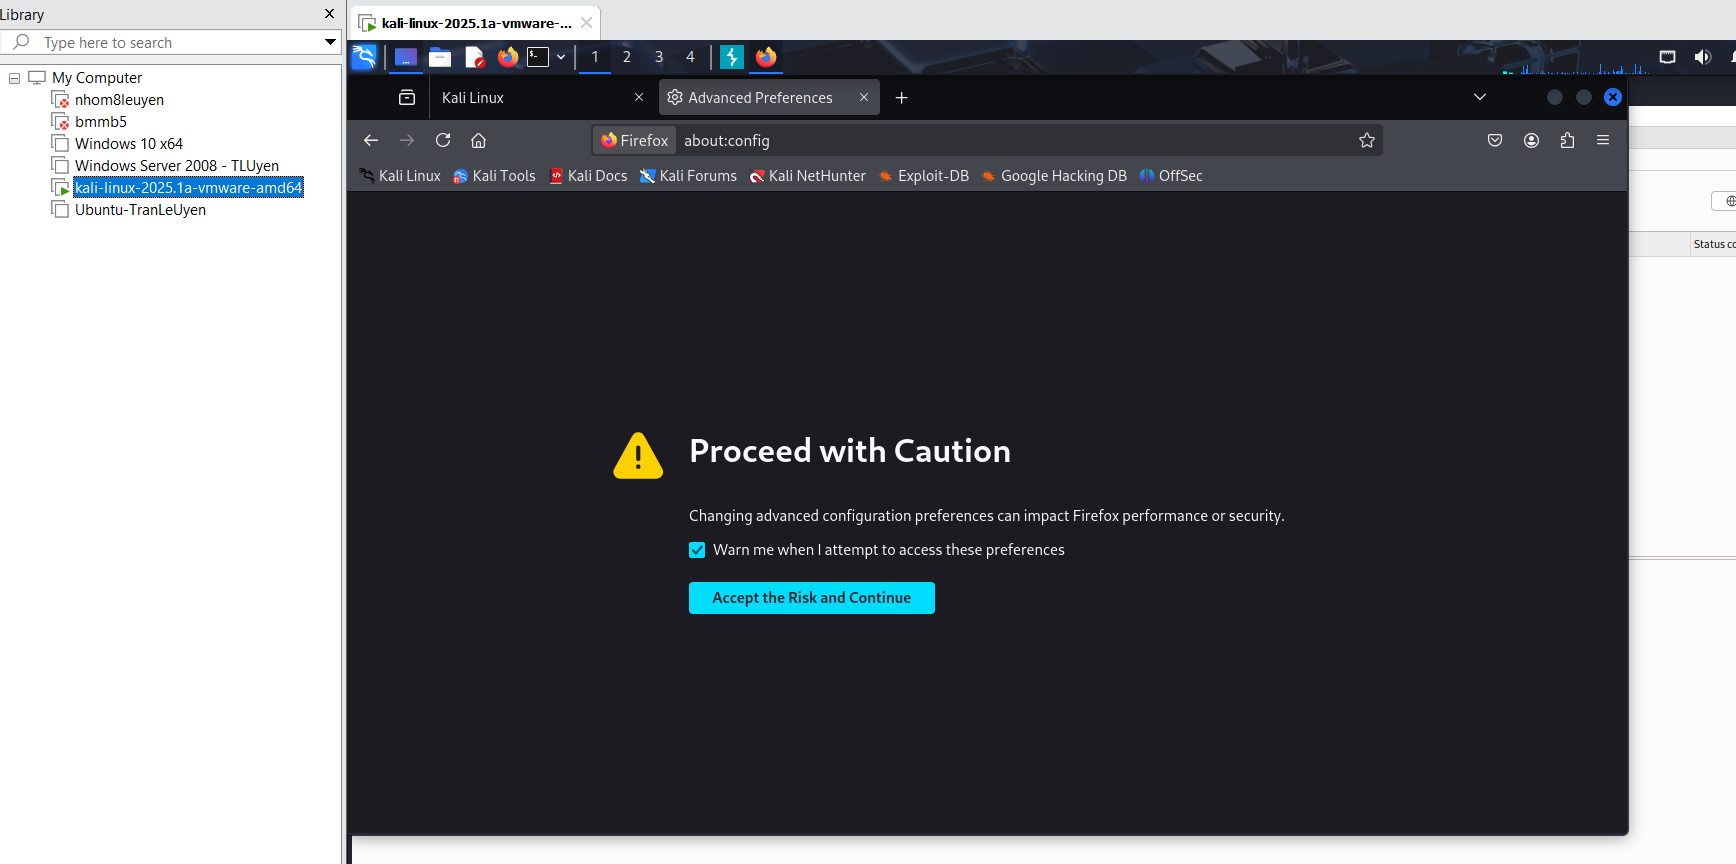 Library
Type here to search
My Computer
nhom8leuyen
bmmb5
Windows 10 x64
Windows Server 2008 - TLUyen
kali-linux-2025.1a-vmware-amd64
Ubuntu-TranLeUyen
kali-linux-2025.1a-vmware-...
1 2 3 4
Kali Linux
Advanced Preferences
Firefox about:config
Kali Linux Kali Tools Kali Docs Kali Forums Kali NetHunter Exploit-DB Google Hacking DB OffSec
Proceed with Caution
Changing advanced configuration preferences can impact Firefox performance or security.
Warn me when I attempt to access these preferences
Accept the Risk and Continue
Status